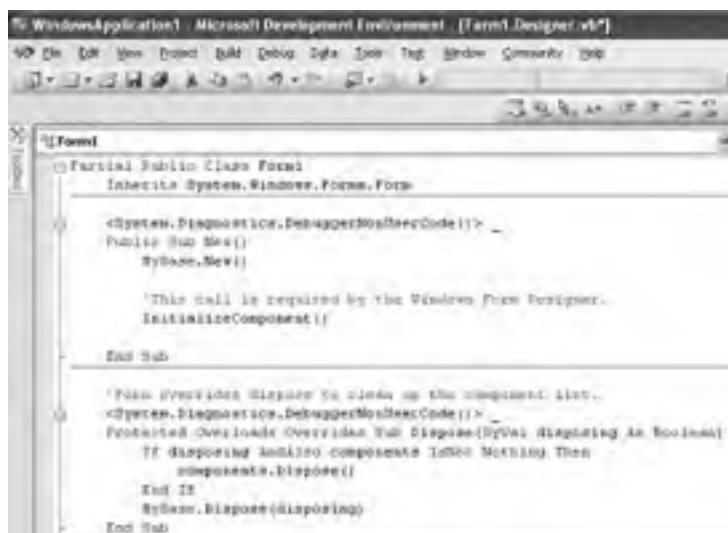 WindowsApplication1 - Microsoft Development Environment - [Form1.Designer.vb*]
File Edit View Project Build Debug Data Tools Test Window Community Help
Toolbox
Form1
Partial Public Class Form1
Inherits System.Windows.Forms.Form
<System.Diagnostics.DebuggerNonUserCode()> _
Public Sub New()
MyBase.New()
'This call is required by the Windows Form Designer.
InitializeComponent()
End Sub
'Form overrides dispose to clean up the component list.
<System.Diagnostics.DebuggerNonUserCode()> _
Protected Overloads Overrides Sub Dispose(ByVal disposing As Boolean)
If disposing AndAlso components IsNot Nothing Then
components.Dispose()
End If
MyBase.Dispose(disposing)
End Sub